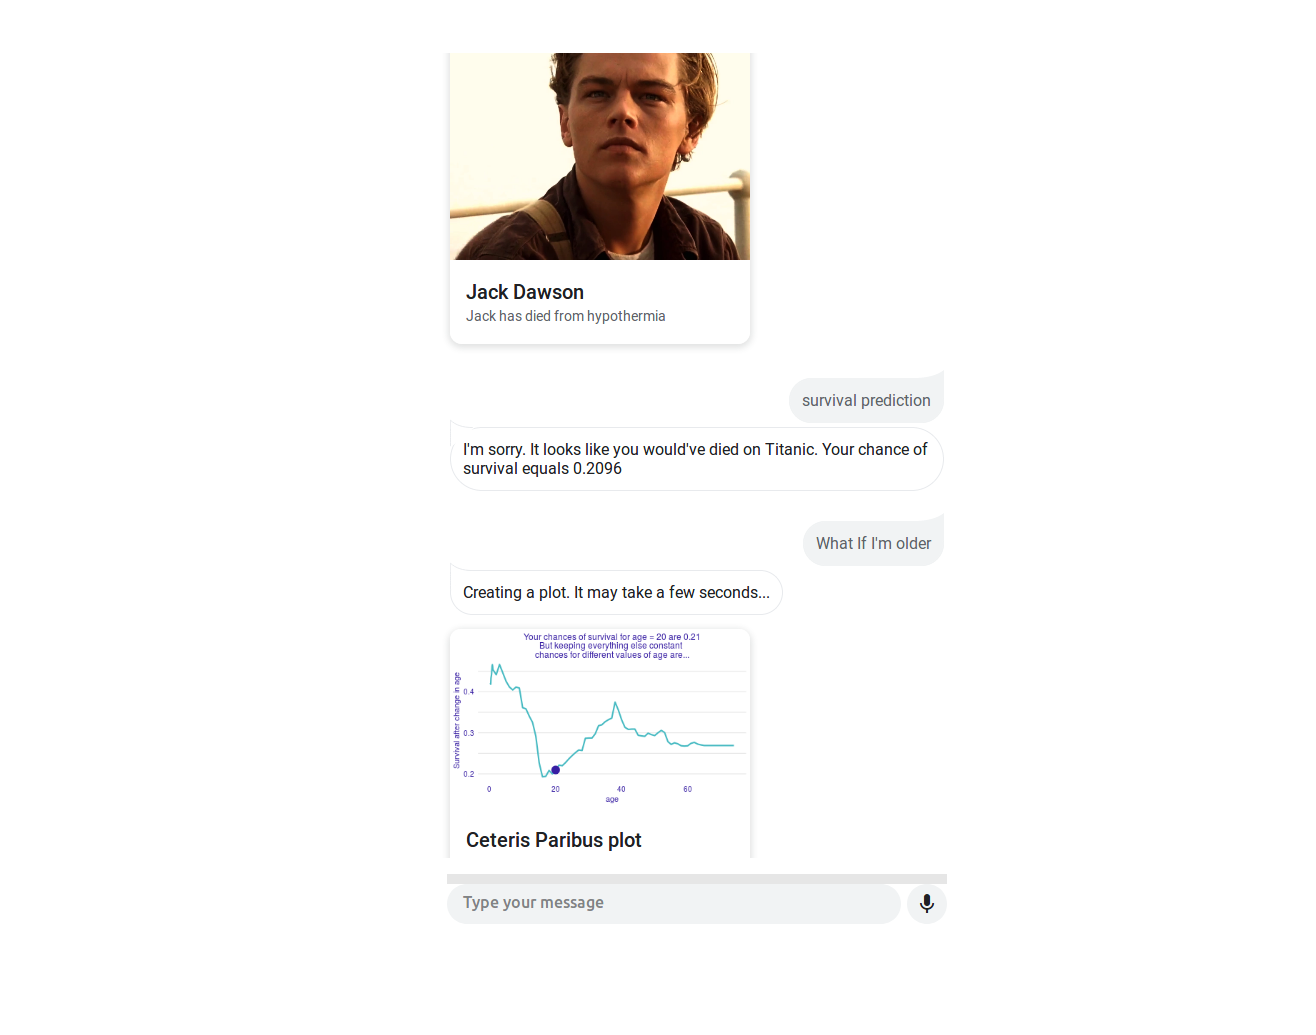 Jack Dawson
Jack has died from hypothermia
survival prediction
I'm sorry. It looks like you would've died on Titanic. Your chance of
survival equals 0.2096
What If I'm older
Creating a plot. It may take a few seconds...
Your chances of survival for age = 20 are 0.21
But keeping everything else constant
chances for different values of age are...
Survival after change in age
0.4
0.3
0.2
0 20 40 60
age
Ceteris Paribus plot
Type your message